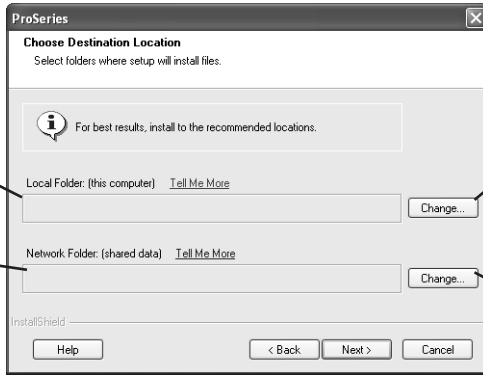 ProSeries
Choose Destination Location
Select folders where setup will install files.
For best results, install to the recommended locations.
Local Folder: (this computer) Tell Me More
Change...
Network Folder: (shared data) Tell Me More
Change...
InstallShield
Help < Back Next > Cancel